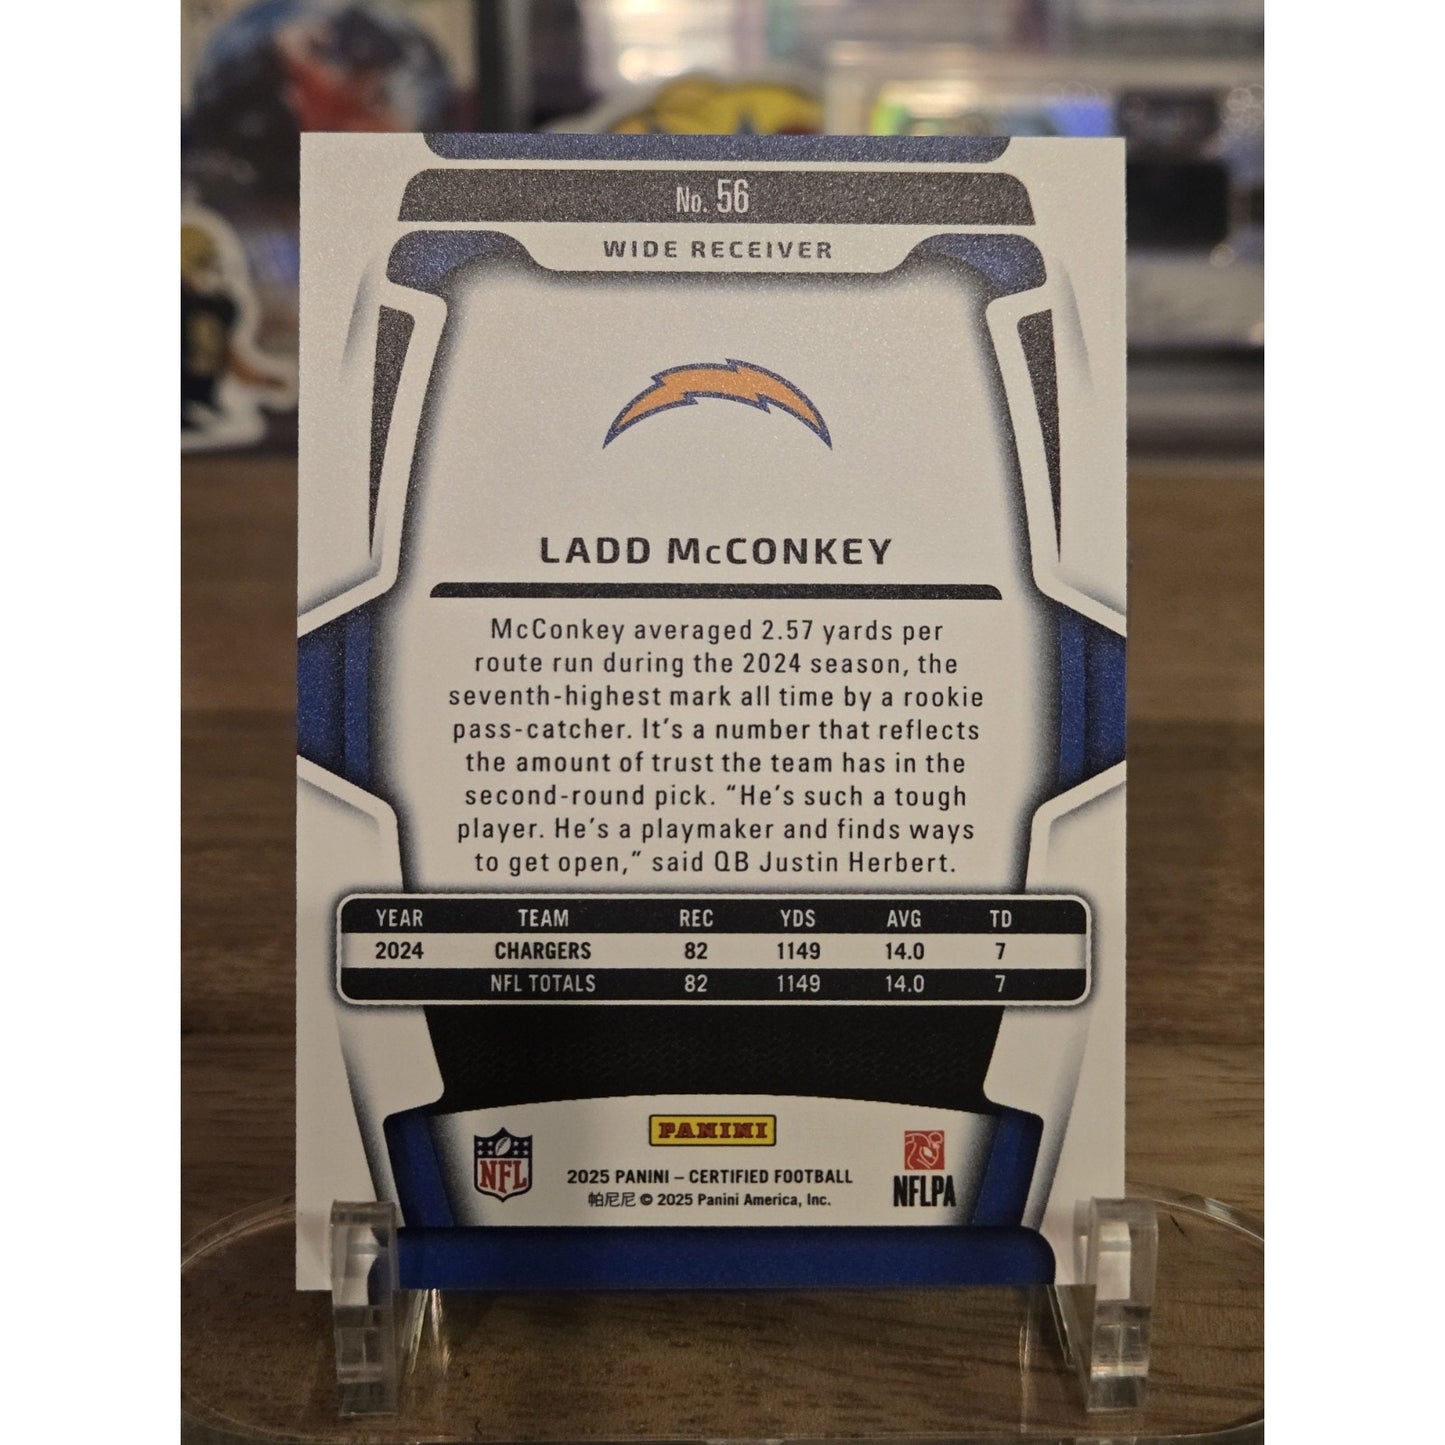 No. 56
WIDE RECEIVER
LADD McCONKEY
McConkey averaged 2.57 yards per
route run during the 2024 season, the
seventh-highest mark all time by a rookie
pass-catcher. It's a number that reflects
the amount of trust the team has in the
second-round pick. “He's such a tough
player. He's a playmaker and finds ways
to get open,” said QB Justin Herbert.
YEAR TEAM REC YDS AVG TD
2024 CHARGERS 82 1149 14.0 7
NFL TOTALS 82 1149 14.0 7
PANINI
NFL
2025 PANINI – CERTIFIED FOOTBALL
帕尼尼 © 2025 Panini America, Inc.
NFLPA